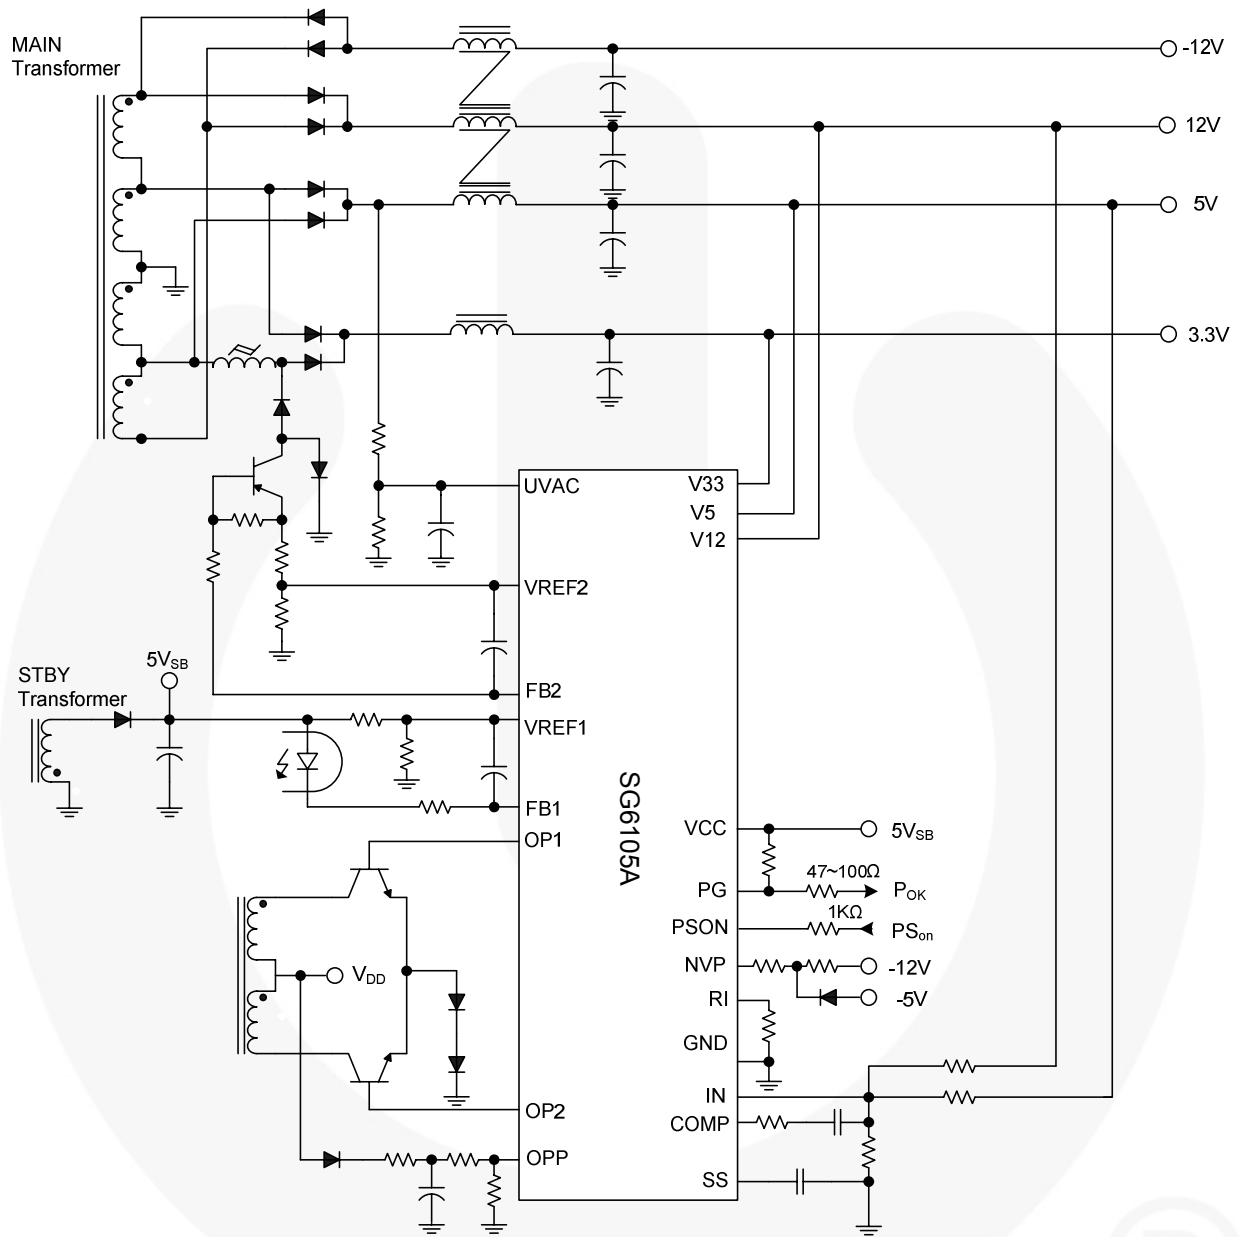 MAIN
Transformer
-12V
12V
5V
3.3V
UVAC
V33
V5
V12
VREF2
STBY
Transformer
5VSB
FB2
VREF1
FB1
OP1
SG6105A
VCC
5VSB
PG
47~100Ω
POK
PSON
1KΩ
PSon
NVP
-12V
VDD
RI
-5V
GND
IN
OP2
COMP
OPP
SS